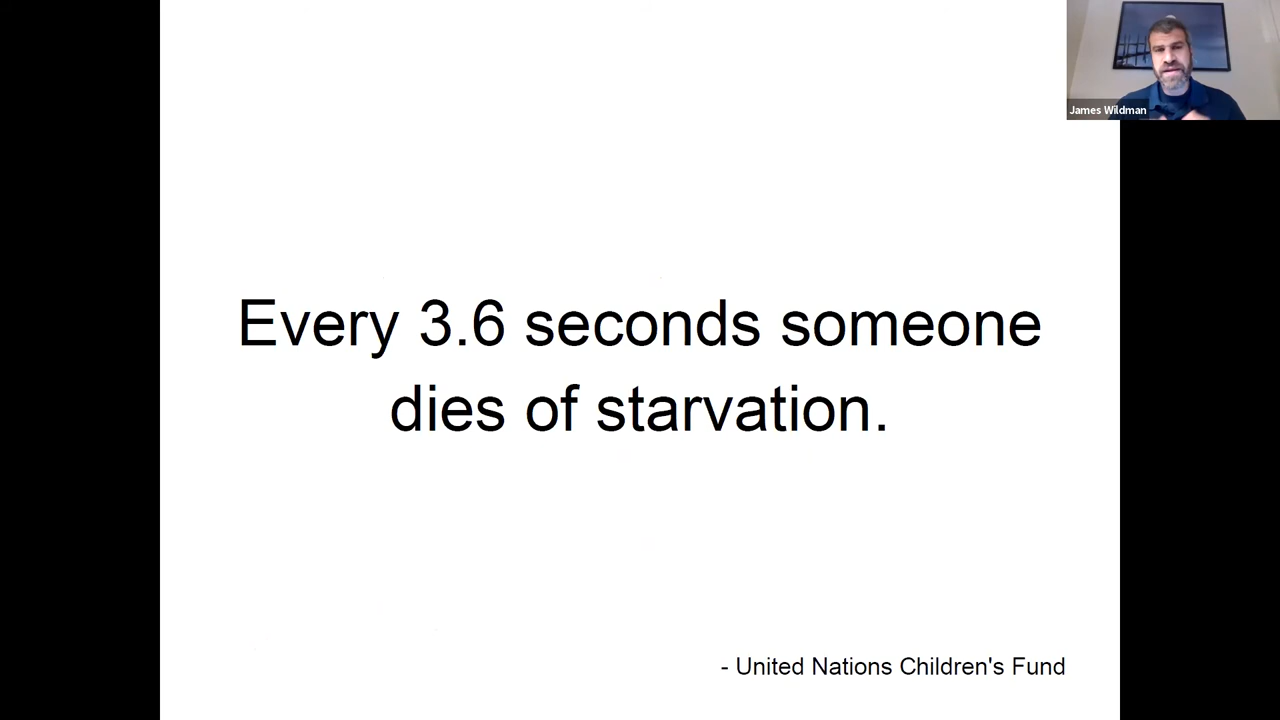 James Wildman
Every 3.6 seconds someone
dies of starvation.
- United Nations Children's Fund